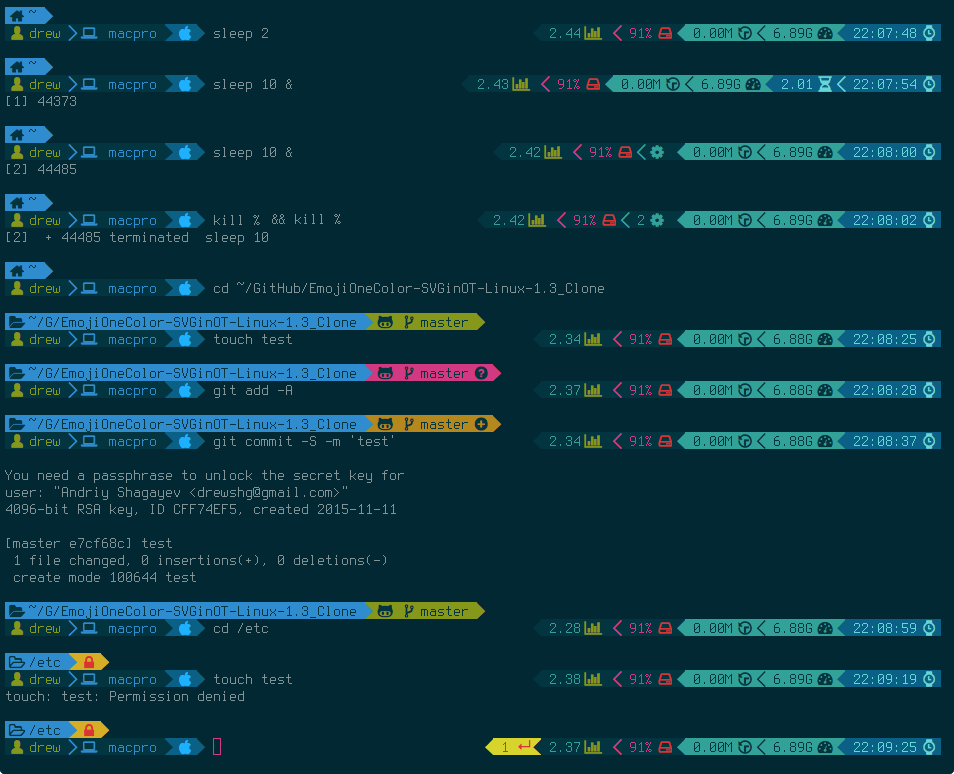 ~
drew macpro sleep 2 2.44 91% 0.00M 6.89G 22:07:48
~
drew macpro sleep 10 & 2.43 91% 0.00M 6.89G 2.01 22:07:54
[1] 44373
~
drew macpro sleep 10 & 2.42 91% 0.00M 6.89G 22:08:00
[2] 44485
~
drew macpro kill % && kill % 2.42 91% 2 0.00M 6.89G 22:08:02
[2]  + 44485 terminated  sleep 10
~
drew macpro cd ~/GitHub/EmojiOneColor-SVGinOT-Linux-1.3_Clone
~/G/EmojiOneColor-SVGinOT-Linux-1.3_Clone master
drew macpro touch test 2.34 91% 0.00M 6.89G 22:08:25
~/G/EmojiOneColor-SVGinOT-Linux-1.3_Clone master ?
drew macpro git add -A 2.37 91% 0.00M 6.88G 22:08:28
~/G/EmojiOneColor-SVGinOT-Linux-1.3_Clone master +
drew macpro git commit -S -m 'test' 2.34 91% 0.00M 6.88G 22:08:37
You need a passphrase to unlock the secret key for
user: "Andriy Shagayev <drewshg@gmail.com>"
4096-bit RSA key, ID CFF74EF5, created 2015-11-11
[master e7cf68c] test
 1 file changed, 0 insertions(+), 0 deletions(-)
 create mode 100644 test
~/G/EmojiOneColor-SVGinOT-Linux-1.3_Clone master
drew macpro cd /etc 2.28 91% 0.00M 6.88G 22:08:59
/etc
drew macpro touch test 2.38 91% 0.00M 6.89G 22:09:19
touch: test: Permission denied
/etc
drew macpro 1 2.37 91% 0.00M 6.89G 22:09:25